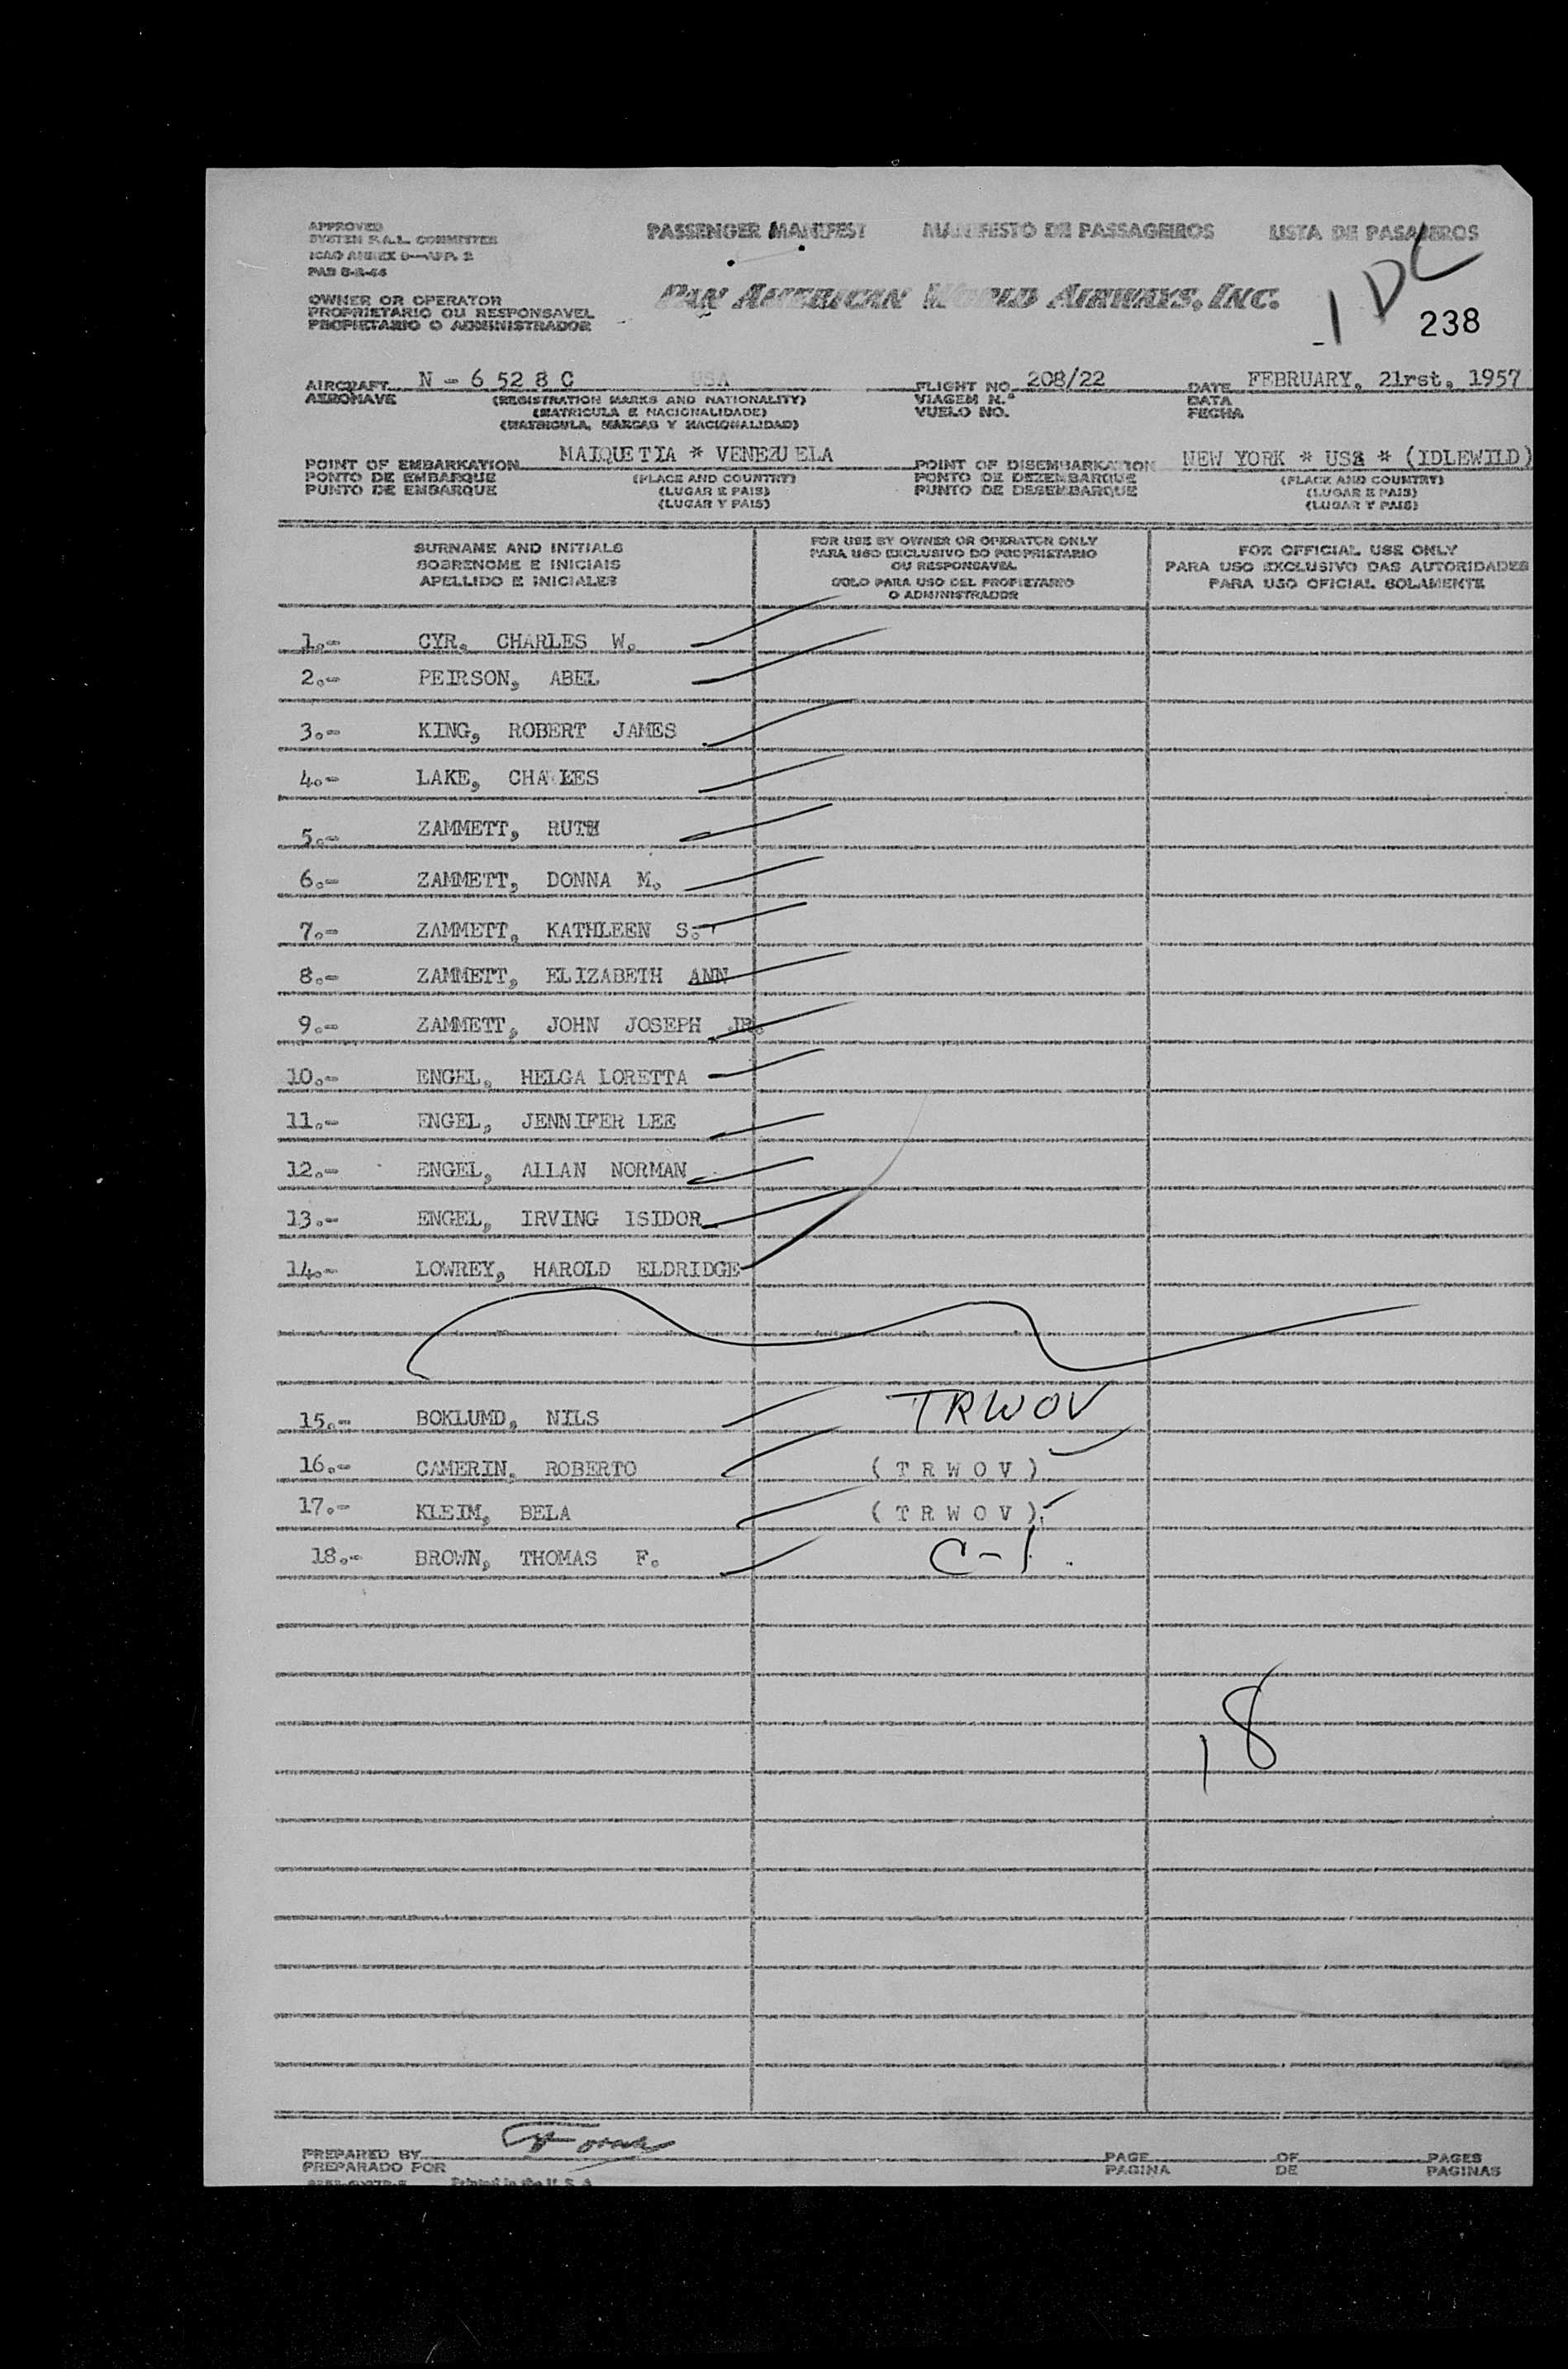 APPROVED
SYSTEM F.A.L. COMMITTEE
ICAO ANNEX 9—APP. 2
PAB 8-2-44
PASSENGER MANIFEST MANIFESTO DE PASSAGEIROS LISTA DE PASAJEROS
1 DC
OWNER OR OPERATOR
PROPRIETARIO OU RESPONSAVEL
PROPIETARIO O ADMINISTRADOR
PAN AMERICAN WORLD AIRWAYS, INC.
238
AIRCRAFT N - 6 52 8 C USA FLIGHT NO. 208/22 DATE FEBRUARY, 21rst, 1957
AERONAVE (REGISTRATION MARKS AND NATIONALITY) VIAGEM N.º DATA
(MATRICULA E NACIONALIDADE) VUELO NO. FECHA
(MATRICULA, MARCAS Y NACIONALIDAD)
POINT OF EMBARKATION MAIQUETIA * VENEZUELA POINT OF DISEMBARKATION NEW YORK * USA * (IDLEWILD)
PONTO DE EMBARQUE (PLACE AND COUNTRY) PONTO DE DEZEMBARQUE (PLACE AND COUNTRY)
PUNTO DE EMBARQUE (LUGAR E PAIS) PUNTO DE DESEMBARQUE (LUGAR E PAIS)
(LUGAR Y PAIS) (LUGAR Y PAIS)
SURNAME AND INITIALS
SOBRENOME E INICIAIS
APELLIDO E INICIALES
FOR USE BY OWNER OR OPERATOR ONLY
PARA USO EXCLUSIVO DO PROPRIETARIO
OU RESPONSAVEL
SOLO PARA USO DEL PROPIETARIO
O ADMINISTRADOR
FOR OFFICIAL USE ONLY
PARA USO EXCLUSIVO DAS AUTORIDADES
PARA USO OFICIAL SOLAMENTE
1.- CYR, CHARLES W.
2.- PEIRSON, ABEL
3.- KING, ROBERT JAMES
4.- LAKE, CHARLES
5.- ZAMMETT, RUTH
6.- ZAMMETT, DONNA M.
7.- ZAMMETT, KATHLEEN S.
8.- ZAMMETT, ELIZABETH ANN
9.- ZAMMETT, JOHN JOSEPH JR.
10.- ENGEL, HELGA LORETTA
11.- ENGEL, JENNIFER LEE
12.- ENGEL, ALLAN NORMAN
13.- ENGEL, IRVING ISIDOR
14.- LOWREY, HAROLD ELDRIDGE
15.- BOKLUMD, NILS TRWOV
16.- CAMERIN, ROBERTO ( T R W O V )
17.- KLEIM, BELA ( T R W O V )
18.- BROWN, THOMAS F. C-1
18
PREPARED BY PAGE OF PAGES
PREPARADO POR PAGINA DE PAGINAS
Printed in the U. S. A.